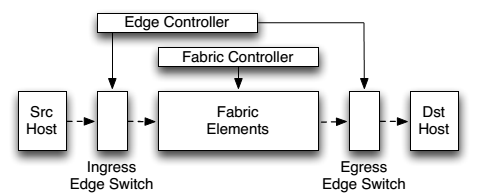 Edge Controller
Fabric Controller
Src
Host
Fabric
Elements
Dst
Host
Ingress
Edge Switch
Egress
Edge Switch